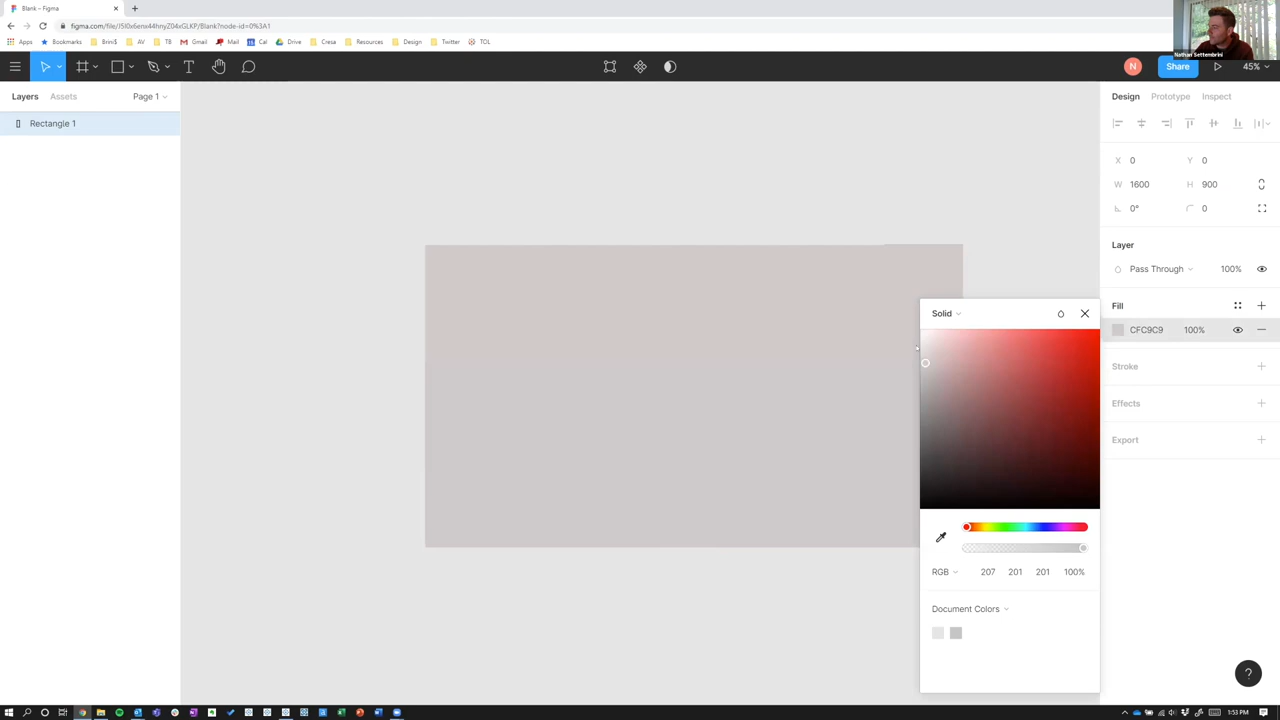 Blank – Figma
figma.com/file/J5I0x6enx44hnyZ04xGLKP/Blank?node-id=0%3A1
Apps Bookmarks Brini$ AV TB Gmail Mail Cal Drive Cresa Resources Design Twitter TOL
Nathan Settembrini
N Share 45%
Layers Assets Page 1
Design Prototype Inspect
Rectangle 1
X 0 Y 0
W 1600 H 900
0° 0
Layer
Pass Through 100%
Fill
CFC9C9 100%
Solid
Stroke
Effects
Export
RGB 207 201 201 100%
Document Colors
?
1:53 PM